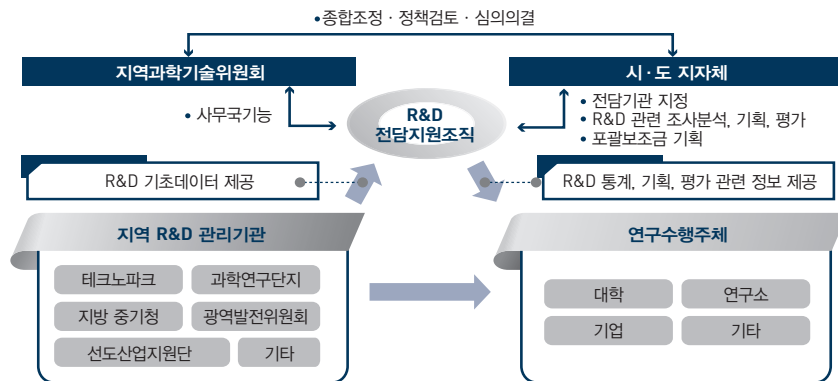 •종합조정 · 정책검토 · 심의의결
지역과학기술위원회
시·도 지자체
• 사무국기능
R&D
전담지원조직
• 전담기관 지정
• R&D 관련 조사분석, 기획, 평가
• 포괄보조금 기획
R&D 기초데이터 제공
R&D 통계, 기획, 평가 관련 정보 제공
지역 R&D 관리기관
연구수행주체
테크노파크
과학연구단지
지방 중기청
광역발전위원회
선도산업지원단
기타
대학
연구소
기업
기타